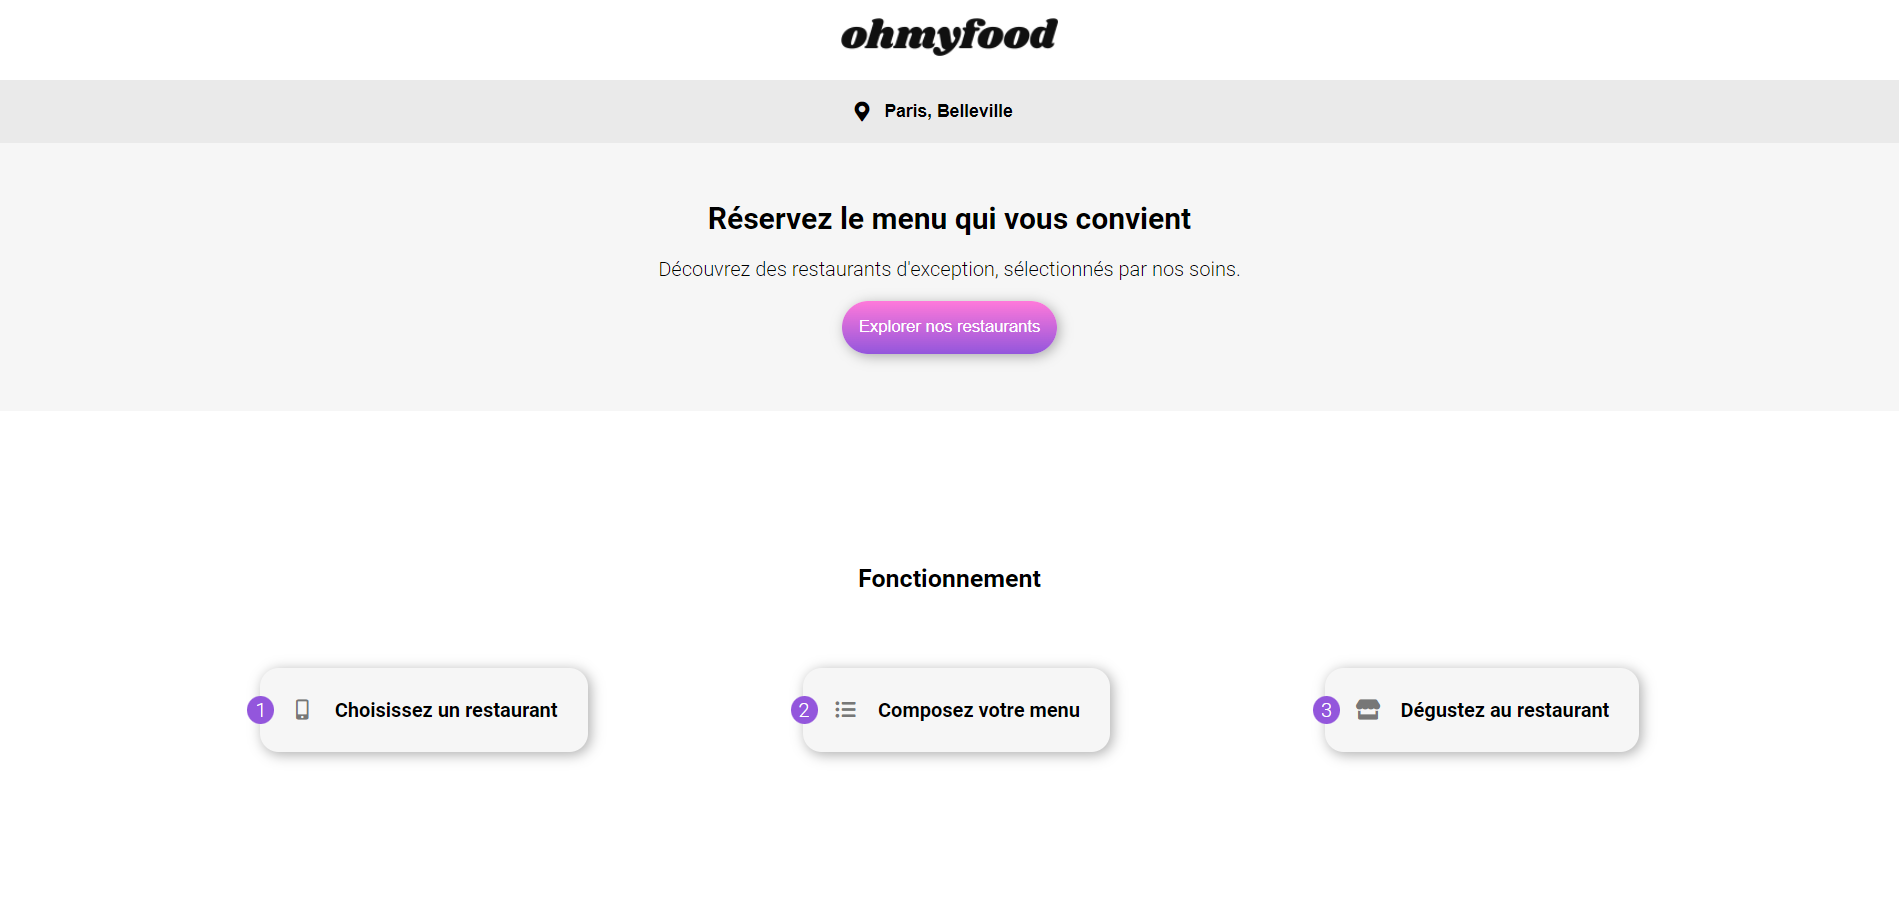 ohmyfood
Paris, Belleville
Réservez le menu qui vous convient
Découvrez des restaurants d'exception, sélectionnés par nos soins.
Explorer nos restaurants
Fonctionnement
1 Choisissez un restaurant
2 Composez votre menu
3 Dégustez au restaurant